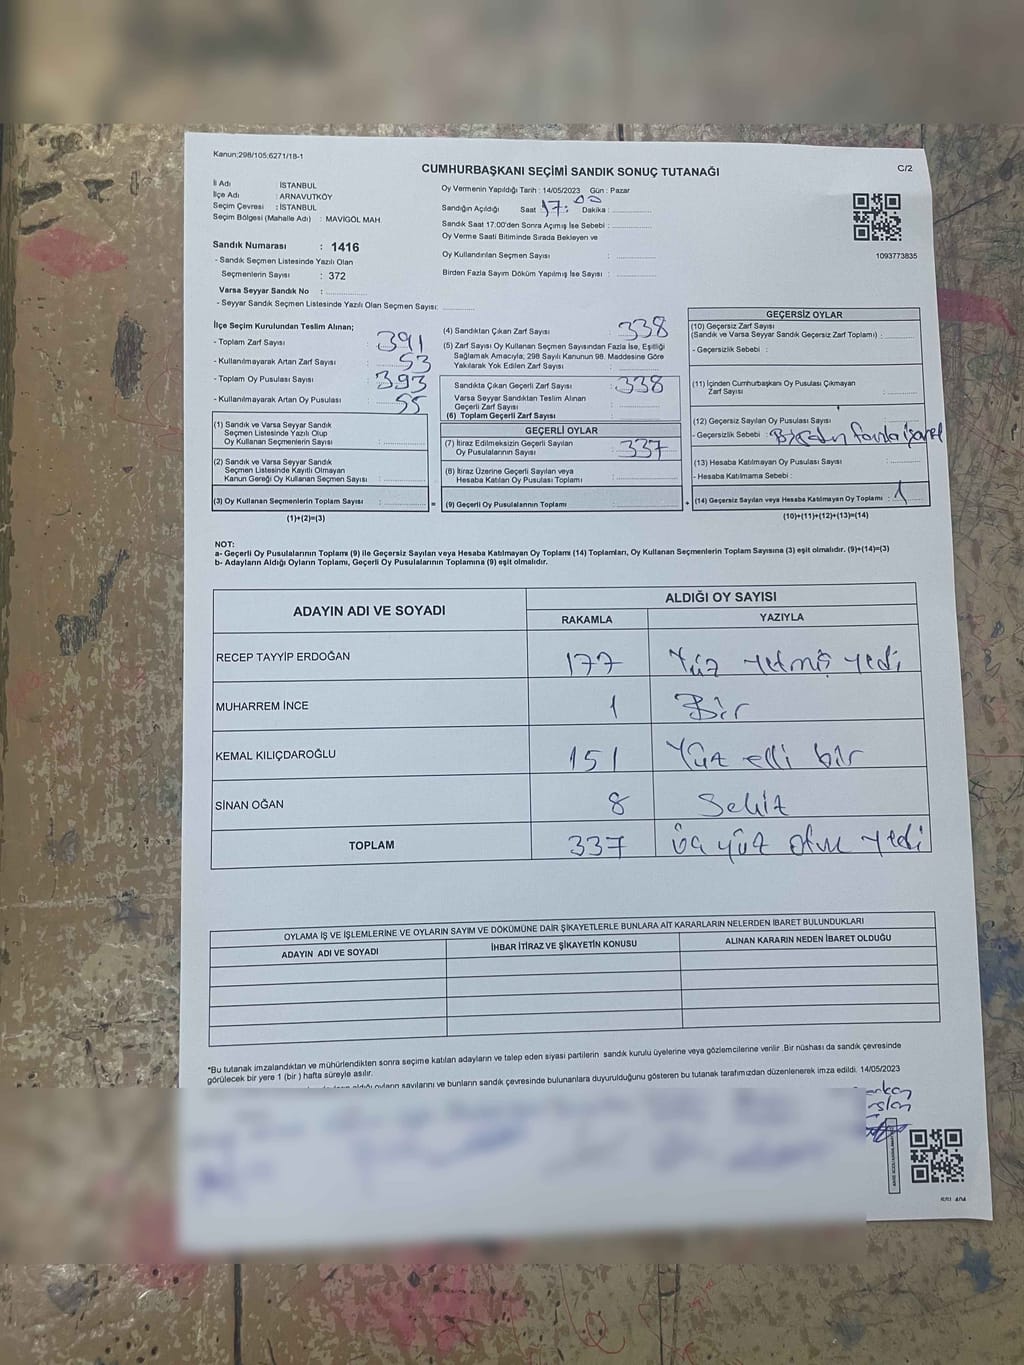 Kanun:298/105:6271/18-1
CUMHURBAŞKANI SEÇİMİ SANDIK SONUÇ TUTANAĞI
C/2
İl Adı : İSTANBUL
İlçe Adı : ARNAVUTKÖY
Seçim Çevresi : İSTANBUL
Seçim Bölgesi (Mahalle Adı) : MAVİGÖL MAH.
Sandık Numarası : 1416
- Sandık Seçmen Listesinde Yazılı Olan
Seçmenlerin Sayısı : 372
Varsa Seyyar Sandık No :
- Seyyar Sandık Seçmen Listesinde Yazılı Olan Seçmen Sayısı:
Oy Vermenin Yapıldığı Tarih : 14/05/2023 Gün : Pazar
Sandığın Açıldığı Saat 17: 00 Dakika :
Sandık Saat 17:00'den Sonra Açımış İse Sebebi :
Oy Verme Saati Bitiminde Sırada Bekleyen ve
Oy Kullandırılan Seçmen Sayısı :
Birden Fazla Sayım Döküm Yapılmış İse Sayısı :
1093773835
İlçe Seçim Kurulundan Teslim Alınan;
- Toplam Zarf Sayısı : 391
- Kullanılmayarak Artan Zarf Sayısı : 53
- Toplam Oy Pusulası Sayısı : 393
- Kullanılmayarak Artan Oy Pusulası : 55
(1) Sandık ve Varsa Seyyar Sandık
Seçmen Listesinde Yazılı Olup
Oy Kullanan Seçmenlerin Sayısı :
(2) Sandık ve Varsa Seyyar Sandık
Seçmen Listesinde Kayıtlı Olmayan
Kanun Gereği Oy Kullanan Seçmen Sayısı :
(3) Oy Kullanan Seçmenlerin Toplam Sayısı :
(1)+(2)=(3)
(4) Sandıktan Çıkan Zarf Sayısı : 338
(5) Zarf Sayısı Oy Kullanan Seçmen Sayısından Fazla İse, Eşitliği
Sağlamak Amacıyla; 298 Sayılı Kanunun 98. Maddesine Göre
Yakılarak Yok Edilen Zarf Sayısı :
Sandıkta Çıkan Geçerli Zarf Sayısı : 338
Varsa Seyyar Sandıktan Teslim Alınan
Geçerli Zarf Sayısı :
(6) Toplam Geçerli Zarf Sayısı
GEÇERLİ OYLAR
(7) İtiraz Edilmeksizin Geçerli Sayılan
Oy Pusulalarının Sayısı : 337
(8) İtiraz Üzerine Geçerli Sayılan veya
Hesaba Katılan Oy Pusulası Toplamı :
= (9) Geçerli Oy Pusulalarının Toplamı :
GEÇERSİZ OYLAR
(10) Geçersiz Zarf Sayısı
(Sandık ve Varsa Seyyar Sandık Geçersiz Zarf Toplamı) :
- Geçersizlik Sebebi :
(11) İçinden Cumhurbaşkanı Oy Pusulası Çıkmayan
Zarf Sayısı :
(12) Geçersiz Sayılan Oy Pusulası Sayısı
- Geçersizlik Sebebi : Birden fazla işaret
(13) Hesaba Katılmayan Oy Pusulası Sayısı :
- Hesaba Katılmama Sebebi :
+ (14) Geçersiz Sayılan veya Hesaba Katılmayan Oy Toplamı : 1
(10)+(11)+(12)+(13)=(14)
NOT:
a- Geçerli Oy Pusulalarının Toplamı (9) ile Geçersiz Sayılan veya Hesaba Katılmayan Oy Toplamı (14) Toplamları, Oy Kullanan Seçmenlerin Toplam Sayısına (3) eşit olmalıdır. (9)+(14)=(3)
b- Adayların Aldığı Oyların Toplamı, Geçerli Oy Pusulalarının Toplamına (9) eşit olmalıdır.
ADAYIN ADI VE SOYADI
ALDIĞI OY SAYISI
RAKAMLA YAZIYLA
RECEP TAYYİP ERDOĞAN 177 Yüz yetmiş yedi
MUHARREM İNCE 1 Bir
KEMAL KILIÇDAROĞLU 151 Yüz elli bir
SİNAN OĞAN 8 Sekiz
TOPLAM 337 üç yüz otuz yedi
OYLAMA İŞ VE İŞLEMLERİNE VE OYLARIN SAYIM VE DÖKÜMÜNE DAİR ŞİKAYETLERLE BUNLARA AİT KARARLARIN NELERDEN İBARET BULUNDUKLARI
ADAYIN ADI VE SOYADI İHBAR İTİRAZ VE ŞİKAYETİN KONUSU ALINAN KARARIN NEDEN İBARET OLDUĞU
*Bu tutanak imzalandıktan ve mühürlendikten sonra seçime katılan adayların ve talep eden siyasi partilerin sandık kurulu üyelerine veya gözlemcilerine verilir .Bir nüshası da sandık çevresinde
görülecek bir yere 1 (bir ) hafta süreyle asılır.
oyların sayılarını ve bunların sandık çevresinde bulunanlara duyurulduğunu gösteren bu tutanak tarafımızdan düzenlenerek imza edildi. 14/05/2023